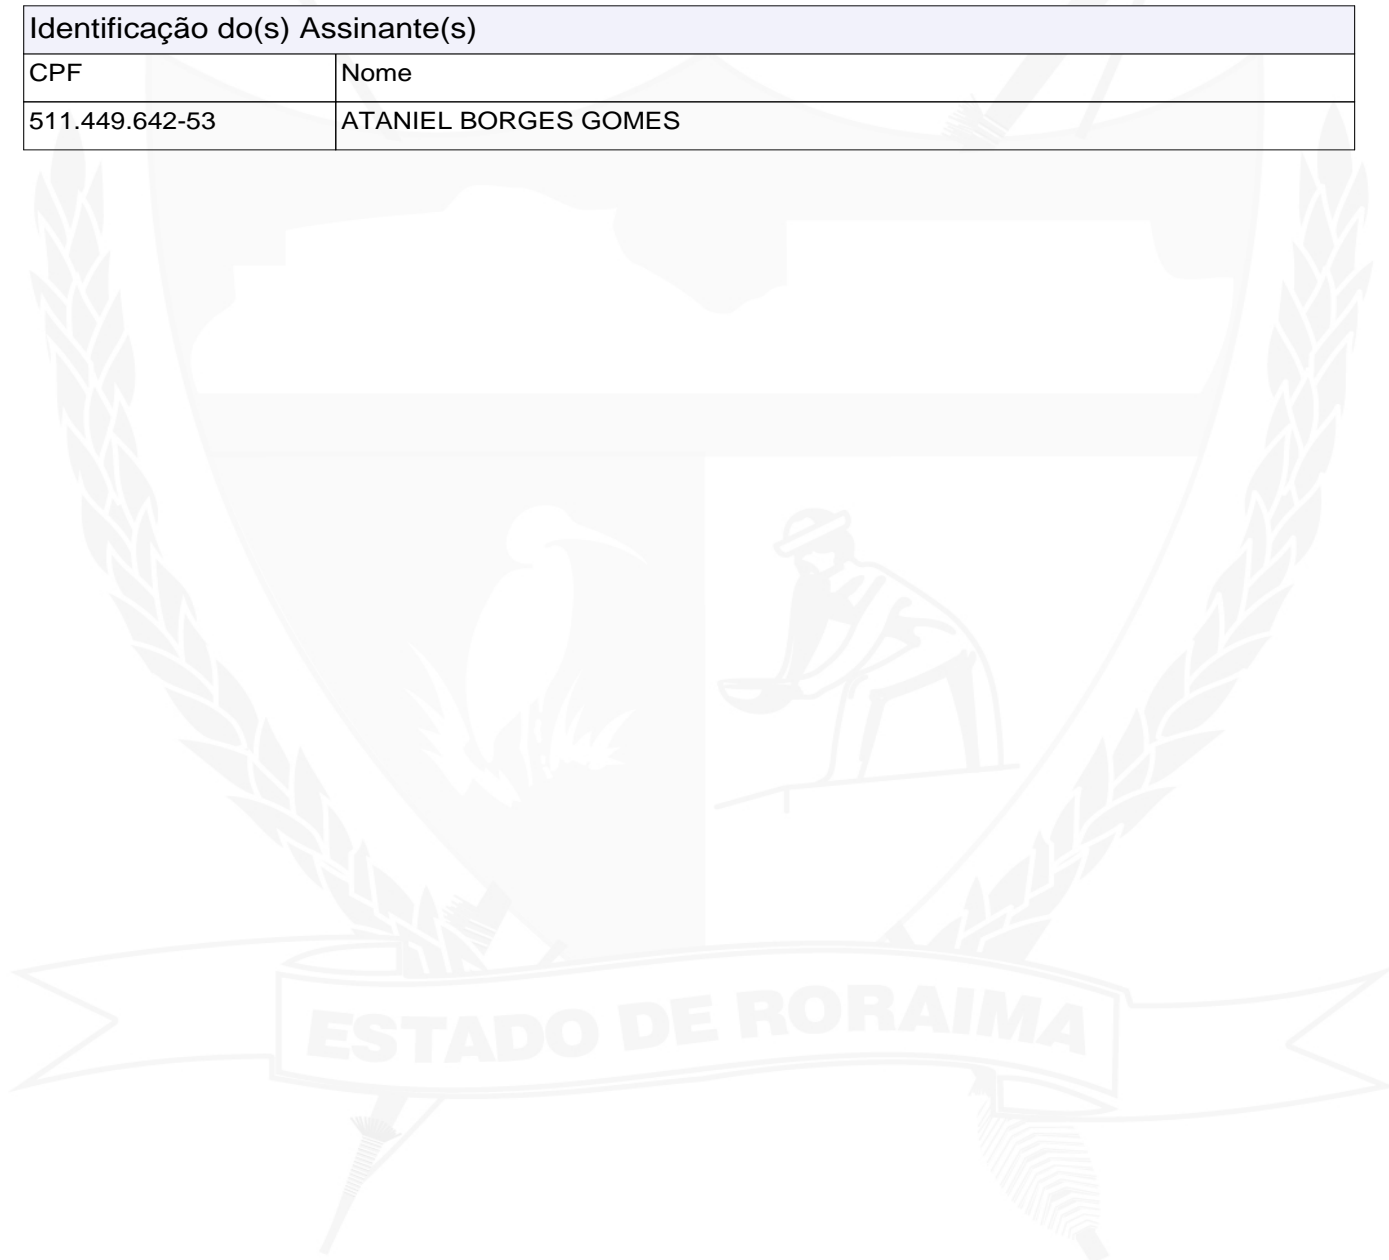 Identificação do(s) Assinante(s)
CPF Nome
511.449.642-53 ATANIEL BORGES GOMES
ESTADO DE RORAIMA